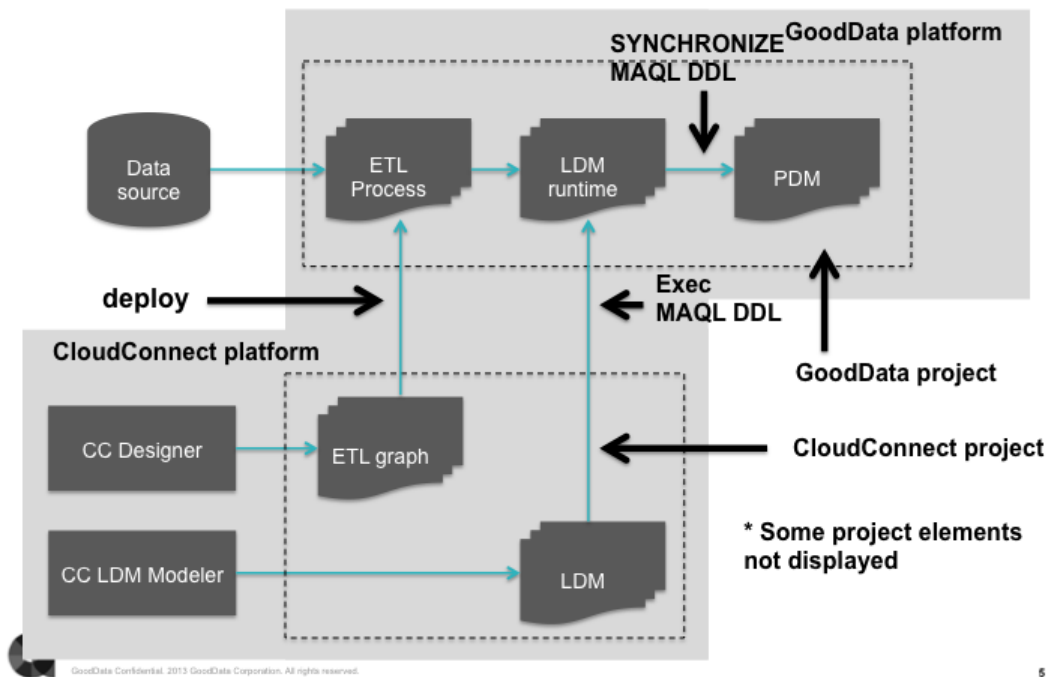 GoodData platform
SYNCHRONIZE
MAQL DDL
Data
source
ETL
Process
LDM
runtime
PDM
deploy
Exec
MAQL DDL
CloudConnect platform
GoodData project
CC Designer
ETL graph
CloudConnect project
* Some project elements
not displayed
CC LDM Modeler
LDM
GoodData Confidential. 2013 GoodData Corporation. All rights reserved.
5